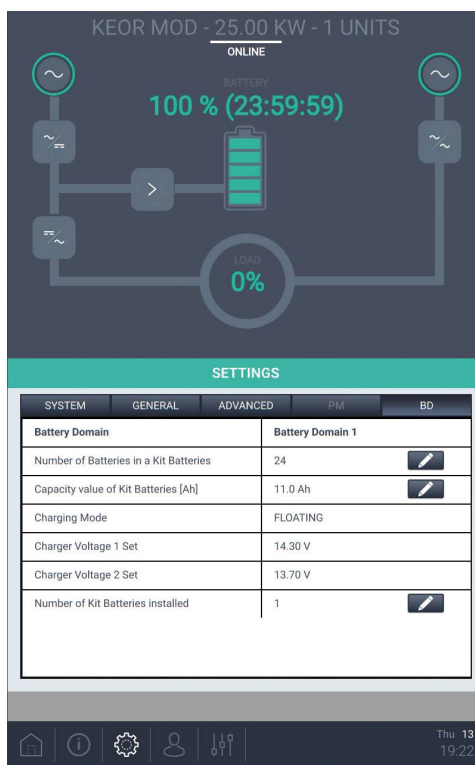 KEOR MOD - 25.00 KW - 1 UNITS
ONLINE
BATTERY
100 % (23:59:59)
LOAD
0%
SETTINGS
SYSTEM GENERAL ADVANCED PM BD
Battery Domain Battery Domain 1
Number of Batteries in a Kit Batteries 24
Capacity value of Kit Batteries [Ah] 11.0 Ah
Charging Mode FLOATING
Charger Voltage 1 Set 14.30 V
Charger Voltage 2 Set 13.70 V
Number of Kit Batteries installed 1
Thu 13
19:22